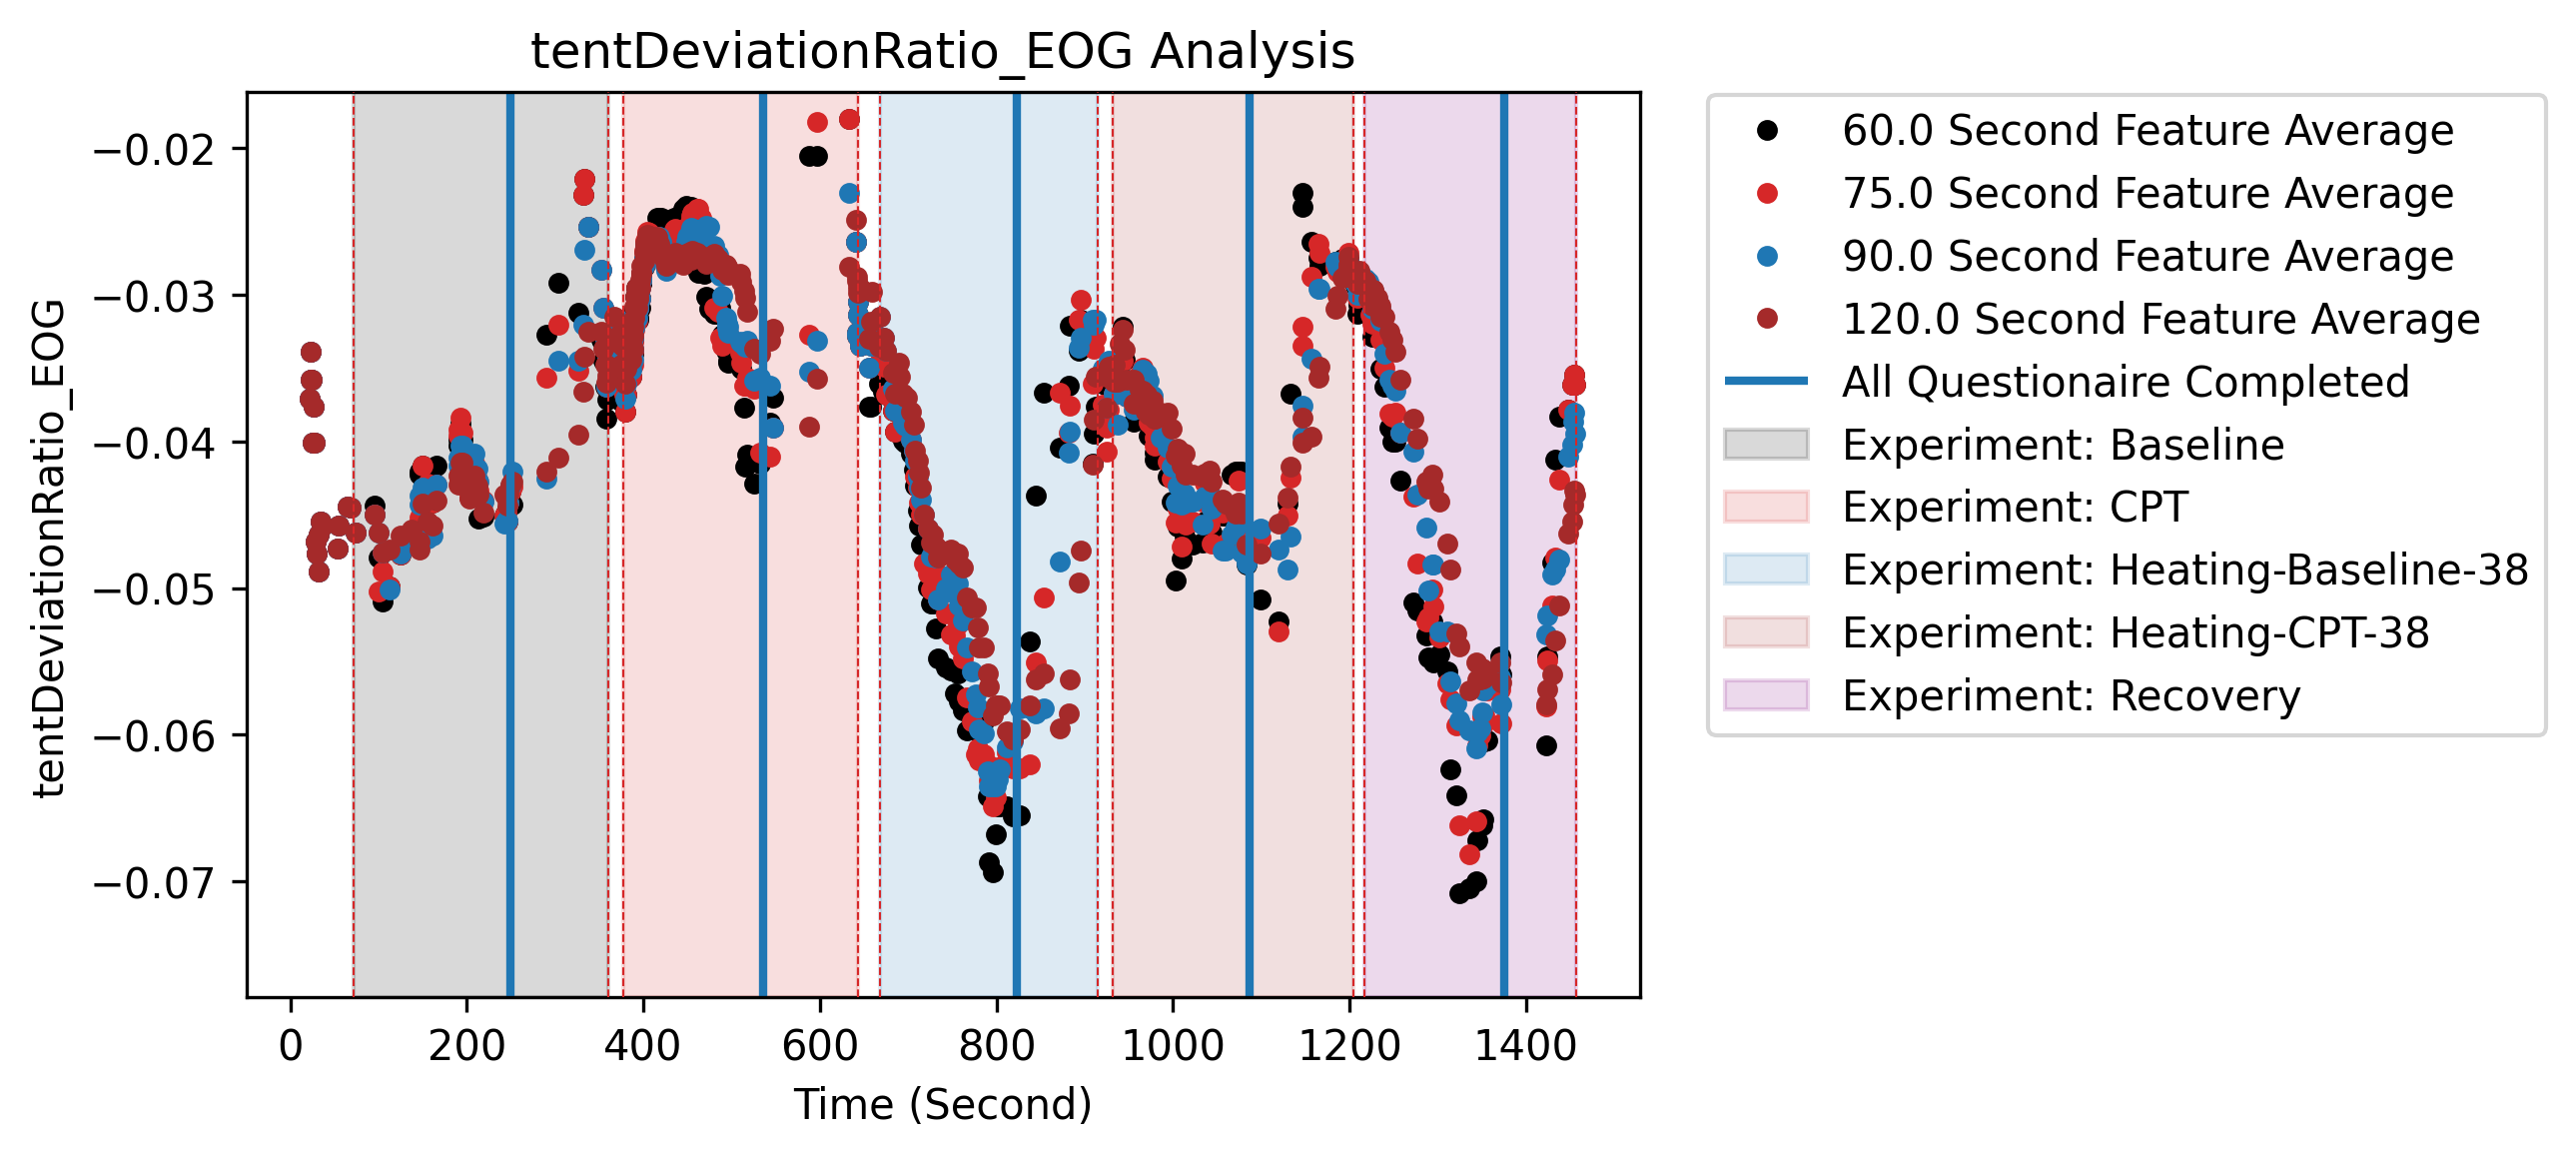 tentDeviationRatio_EOG Analysis
−0.02
−0.03
−0.04
−0.05
−0.06
−0.07
tentDeviationRatio_EOG
0 200 400 600 800 1000 1200 1400
Time (Second)
60.0 Second Feature Average
75.0 Second Feature Average
90.0 Second Feature Average
120.0 Second Feature Average
All Questionaire Completed
Experiment: Baseline
Experiment: CPT
Experiment: Heating-Baseline-38
Experiment: Heating-CPT-38
Experiment: Recovery